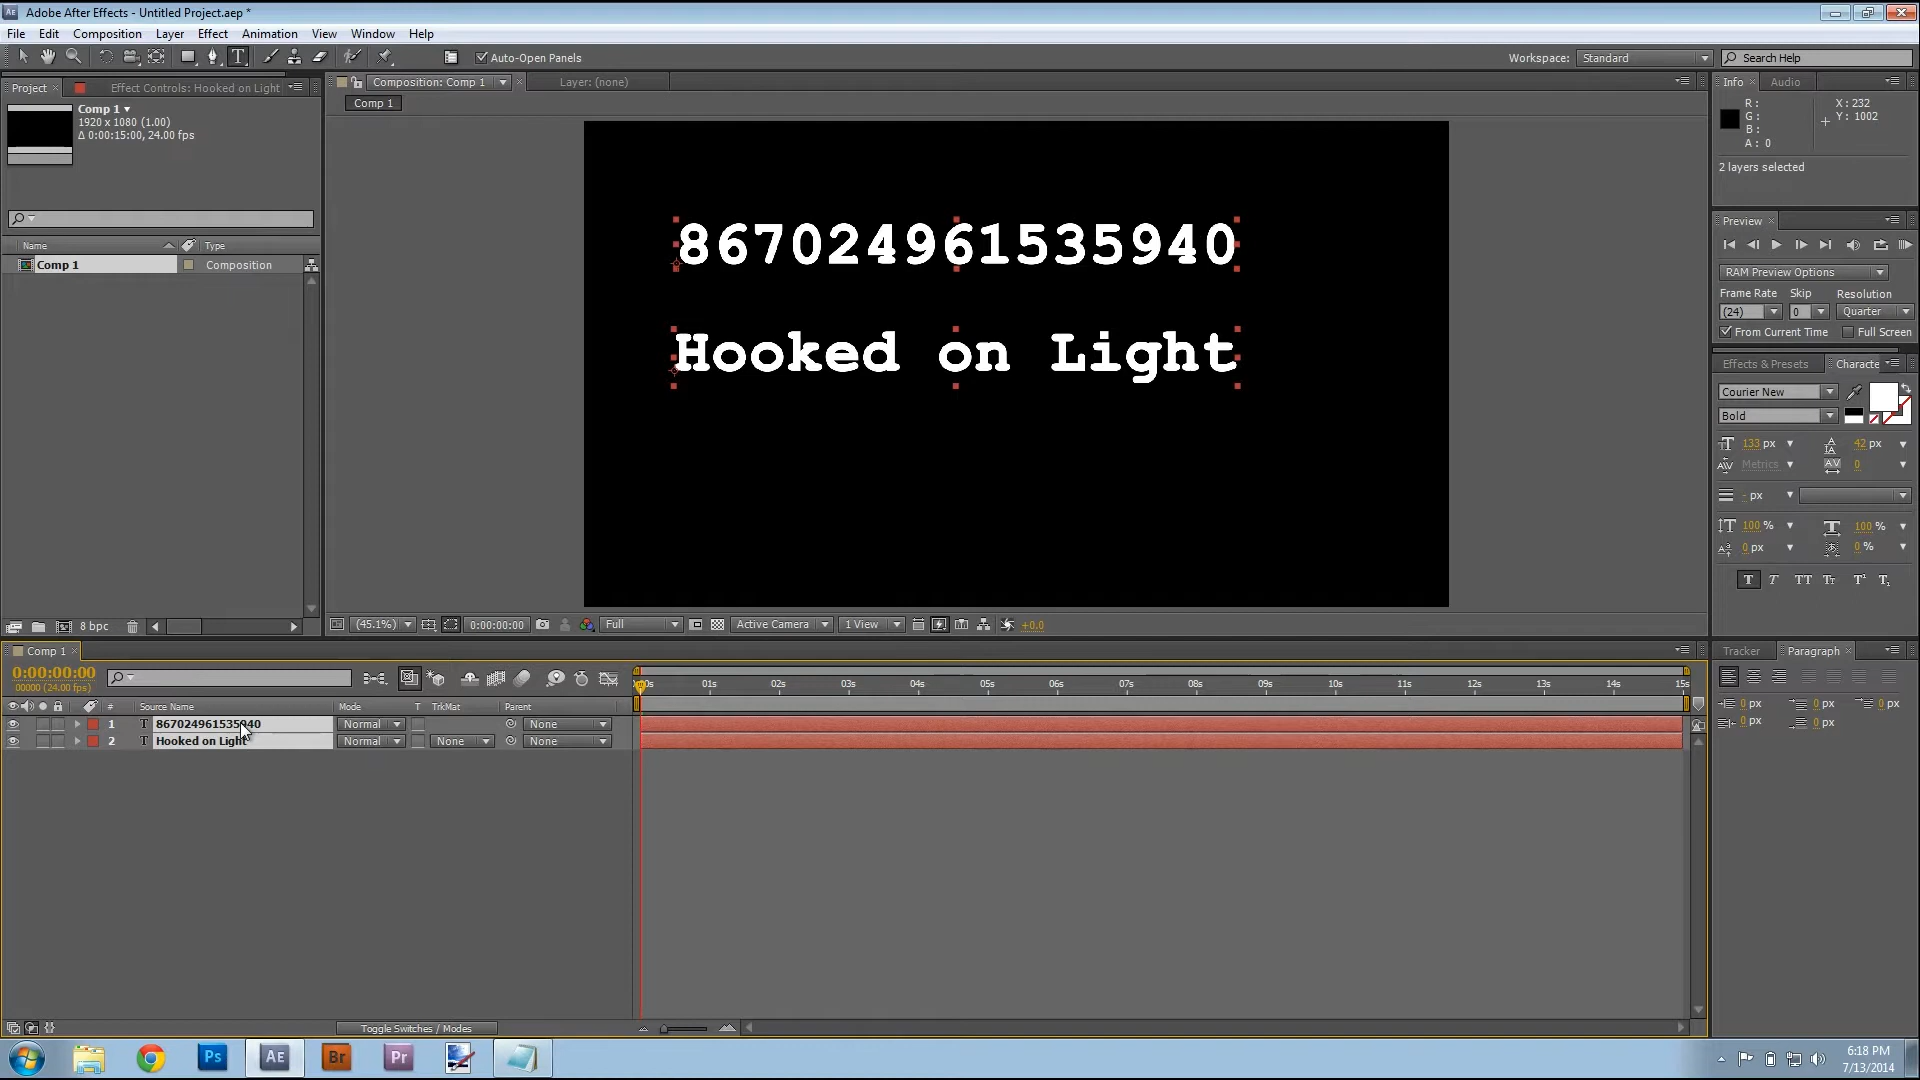 Adobe After Effects - Untitled Project.aep *
File Edit Composition Layer Effect Animation View Window Help
Auto-Open Panels
Workspace: Standard
Search Help
Project
Effect Controls: Hooked on Light
Comp 1
1920 x 1080 (1.00)
Δ 0:00:15:00, 24.00 fps
Name Type
Comp 1 Composition
8 bpc
Composition: Comp 1
Layer: (none)
Comp 1
867024961535940
Hooked on Light
(45.1%) 0:00:00:00 Full Active Camera 1 View +0.0
Info Audio
R: X: 232
G: Y: 1002
B:
A: 0
2 layers selected
Preview
RAM Preview Options
Frame Rate Skip Resolution
(24) 0 Quarter
From Current Time Full Screen
Effects & Presets Characte
Courier New
Bold
133 px 42 px
Metrics 0
- px
100 % 100 %
0 px 0 %
Comp 1
0:00:00:00
00000 (24.00 fps)
# Source Name Mode T TrkMat Parent
1 T 867024961535940 Normal None
2 T Hooked on Light Normal None None
00s 01s 02s 03s 04s 05s 06s 07s 08s 09s 10s 11s 12s 13s 14s 15s
Toggle Switches / Modes
Tracker Paragraph
0 px 0 px 0 px
0 px 0 px
Ps AE Br Pr
6:18 PM
7/13/2014